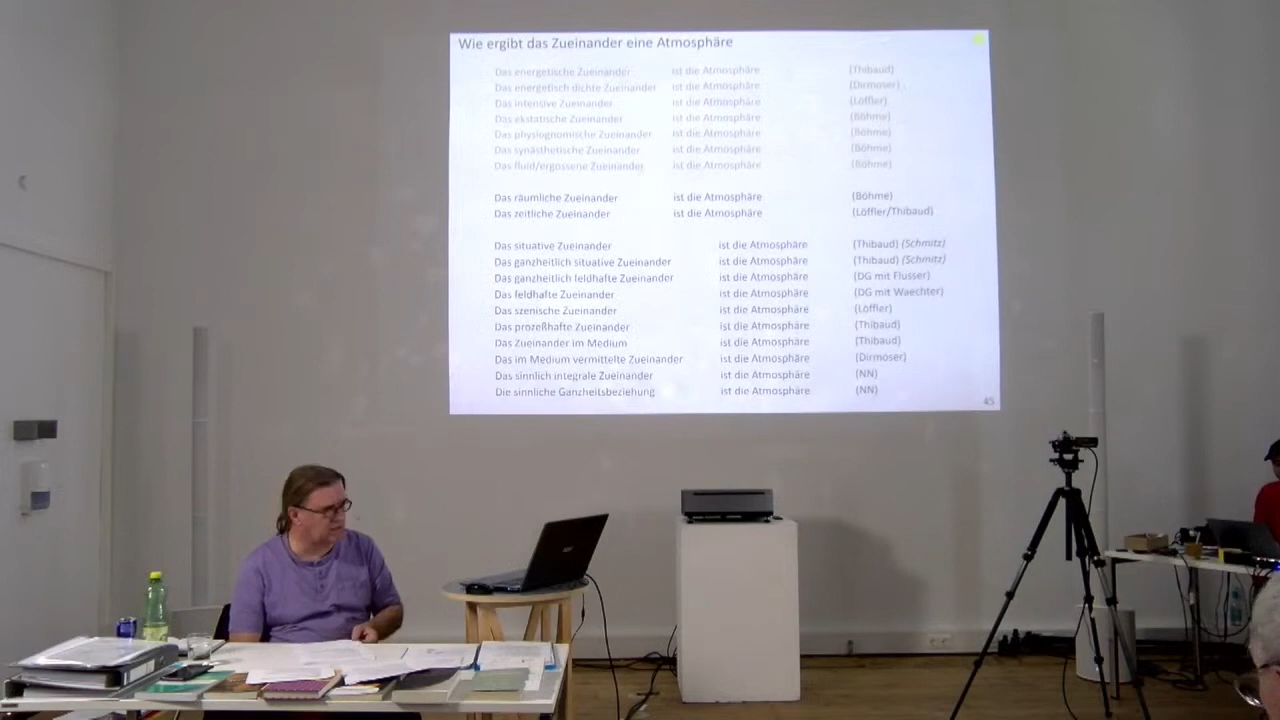 Wie ergibt das Zueinander eine Atmosphäre
Das energetische Zueinander ist die Atmosphäre (Thibaud)
Das energetisch dichte Zueinander ist die Atmosphäre (Dirmoser)
Das intensive Zueinander ist die Atmosphäre (Löffler)
Das ekstatische Zueinander ist die Atmosphäre (Böhme)
Das physiognomische Zueinander ist die Atmosphäre (Böhme)
Das synästhetische Zueinander ist die Atmosphäre (Böhme)
Das fluid/ergossene Zueinander ist die Atmosphäre (Böhme)
Das räumliche Zueinander ist die Atmosphäre (Böhme)
Das zeitliche Zueinander ist die Atmosphäre (Löffler/Thibaud)
Das situative Zueinander ist die Atmosphäre (Thibaud) (Schmitz)
Das ganzheitlich situative Zueinander ist die Atmosphäre (Thibaud) (Schmitz)
Das ganzheitlich feldhafte Zueinander ist die Atmosphäre (DG mit Flusser)
Das feldhafte Zueinander ist die Atmosphäre (DG mit Waechter)
Das szenische Zueinander ist die Atmosphäre (Löffler)
Das prozeßhafte Zueinander ist die Atmosphäre (Thibaud)
Das Zueinander im Medium ist die Atmosphäre (Thibaud)
Das im Medium vermittelte Zueinander ist die Atmosphäre (Dirmoser)
Das sinnlich integrale Zueinander ist die Atmosphäre (NN)
Die sinnliche Ganzheitsbeziehung ist die Atmosphäre (NN)
45